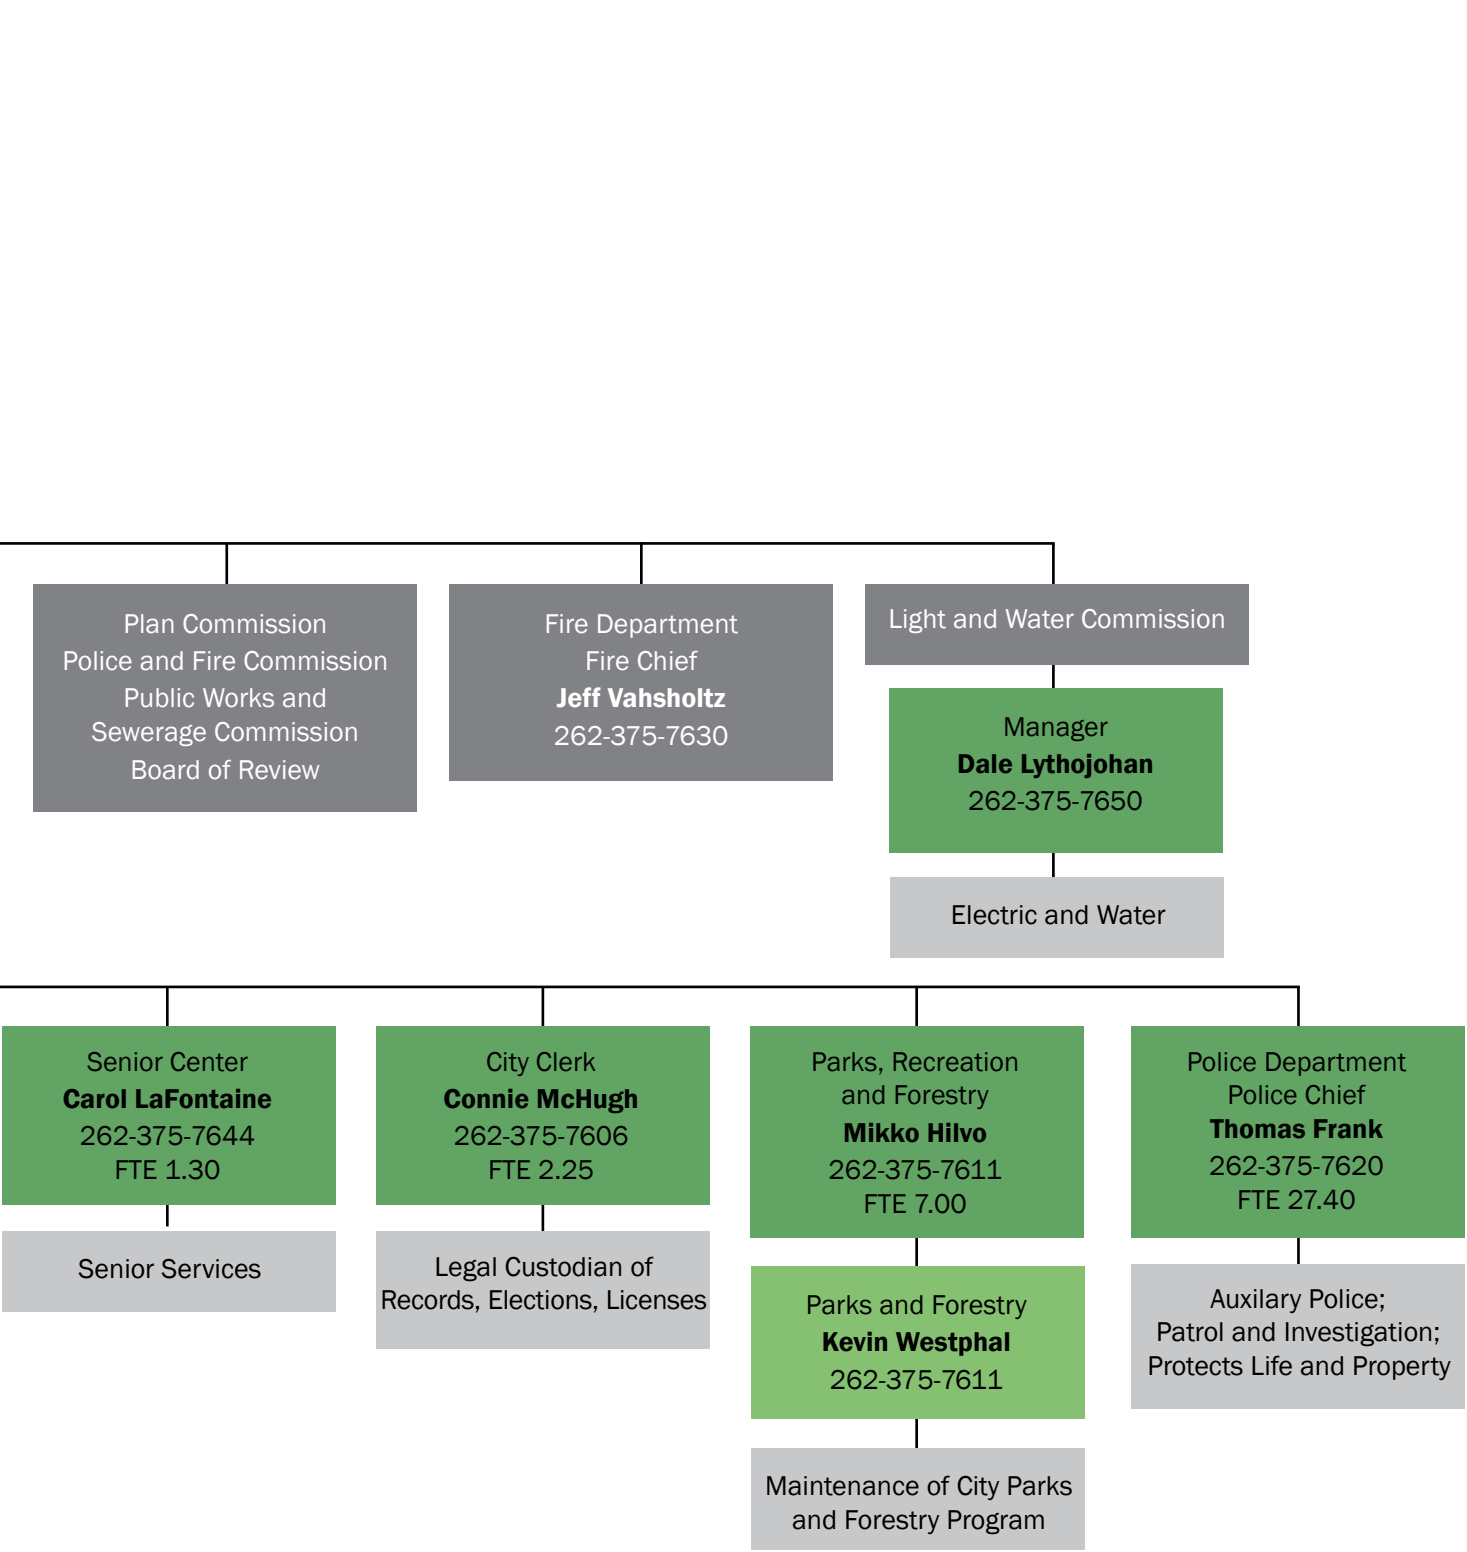 Plan Commission
Police and Fire Commission
Public Works and
Sewerage Commission
Board of Review
Fire Department
Fire Chief
Jeff Vahsholtz
262-375-7630
Light and Water Commission
Manager
Dale Lythojohan
262-375-7650
Electric and Water
Senior Center
Carol LaFontaine
262-375-7644
FTE 1.30
Senior Services
City Clerk
Connie McHugh
262-375-7606
FTE 2.25
Legal Custodian of
Records, Elections, Licenses
Parks, Recreation
and Forestry
Mikko Hilvo
262-375-7611
FTE 7.00
Parks and Forestry
Kevin Westphal
262-375-7611
Maintenance of City Parks
and Forestry Program
Police Department
Police Chief
Thomas Frank
262-375-7620
FTE 27.40
Auxilary Police;
Patrol and Investigation;
Protects Life and Property